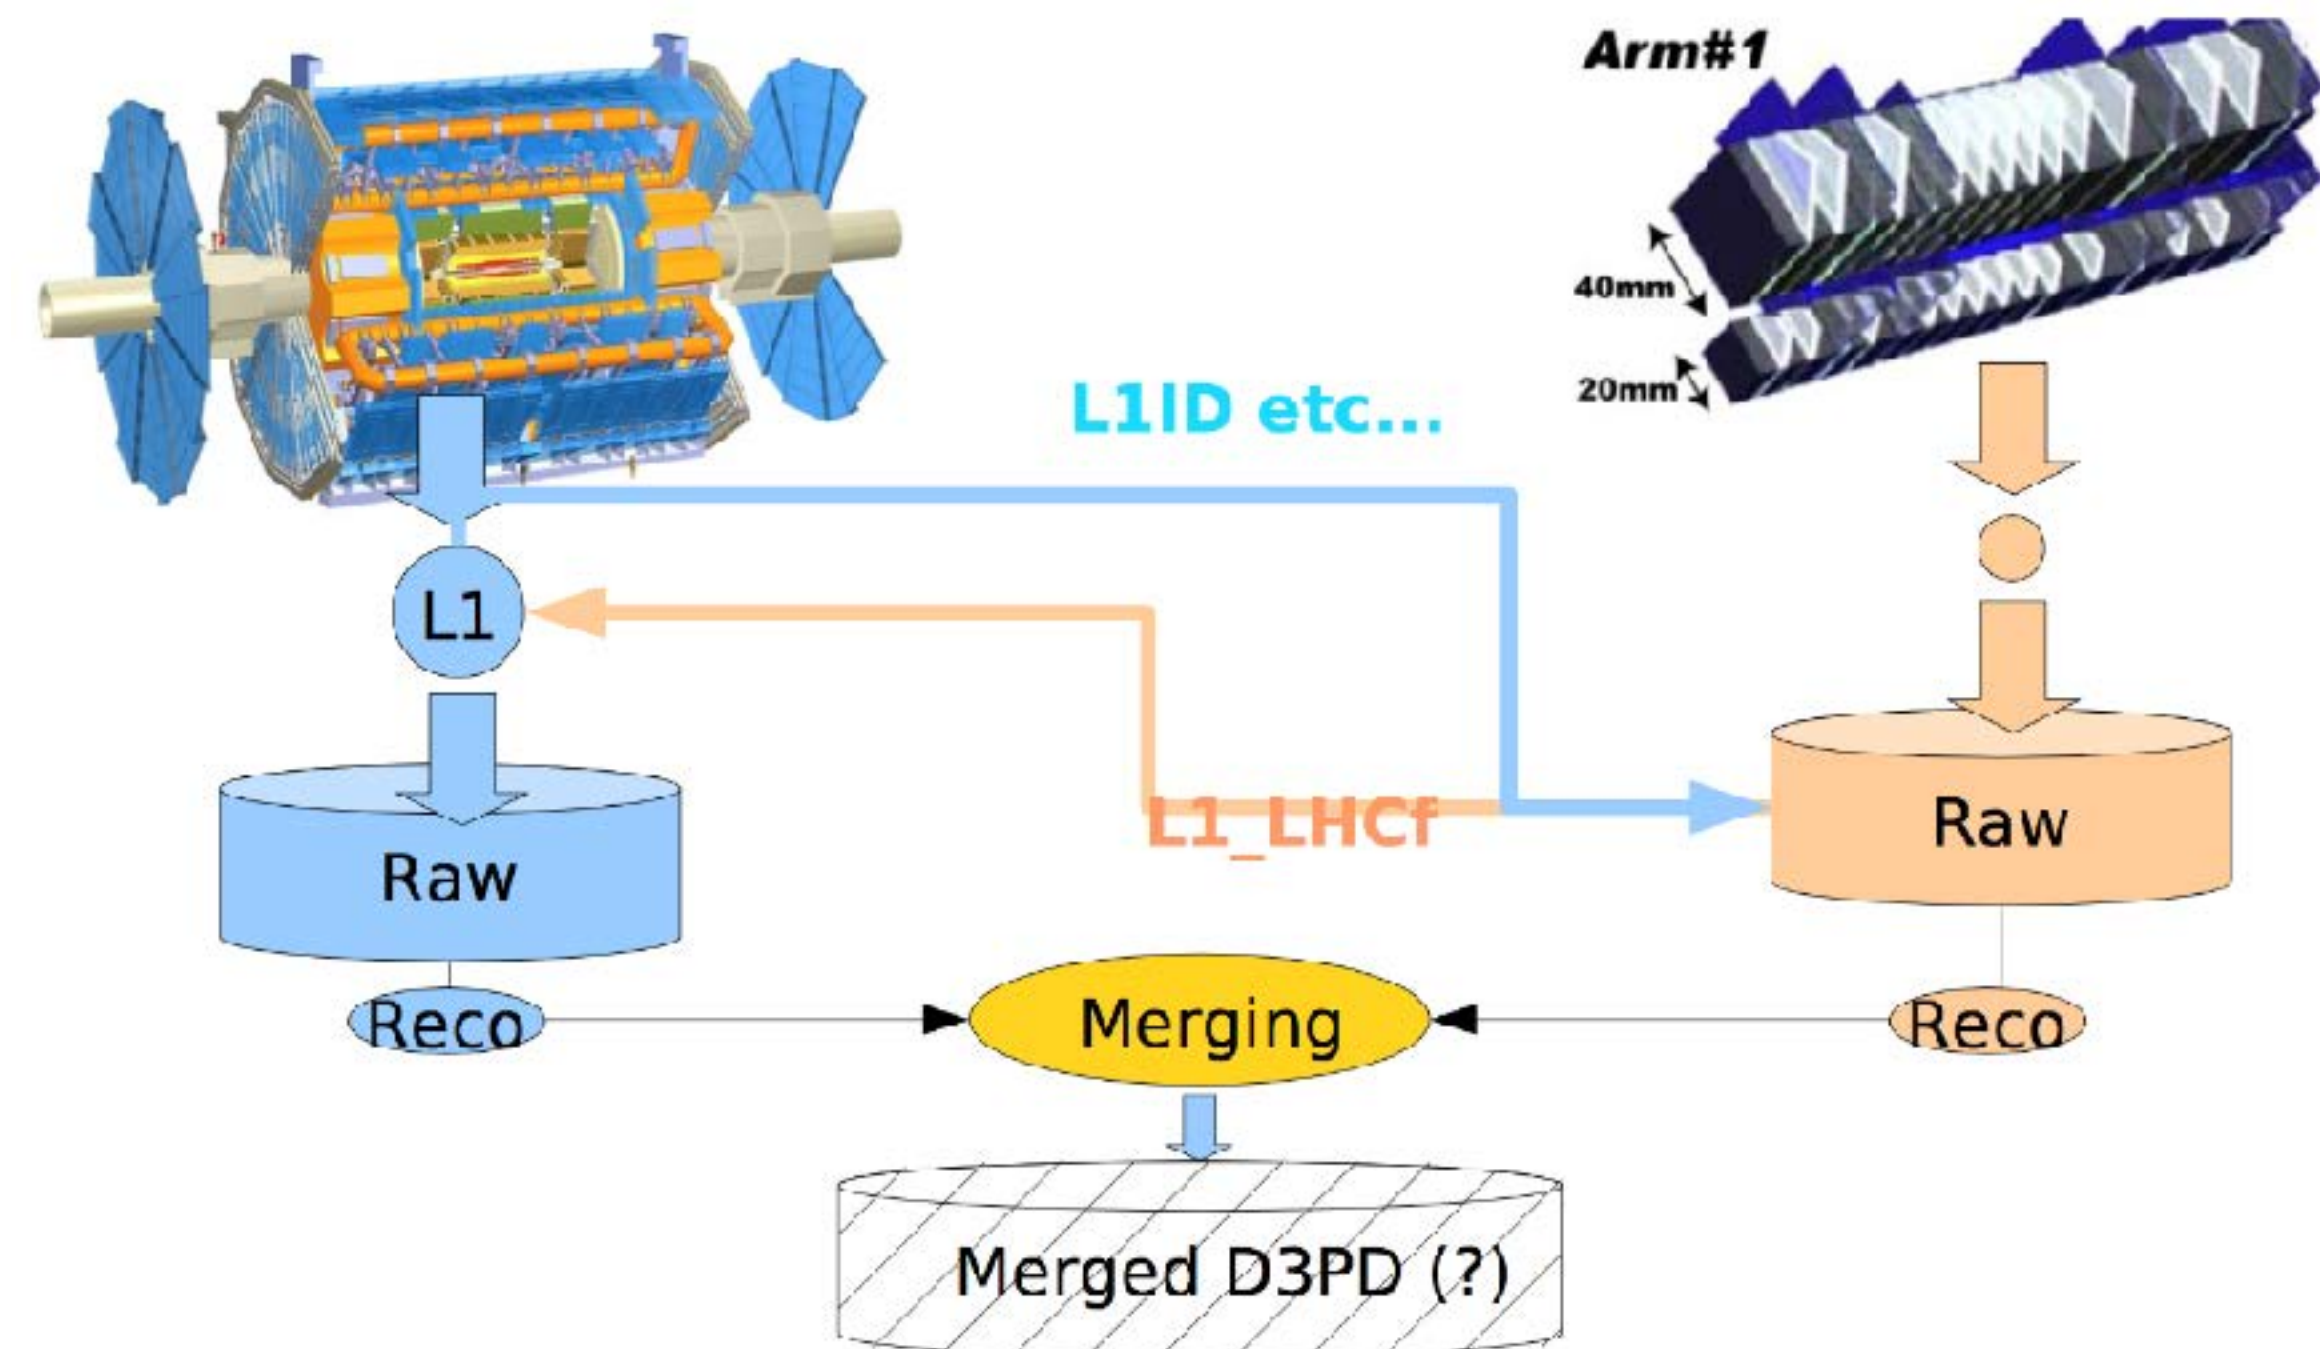 Arm#1
40mm
20mm
L1ID etc...
L1
L1_LHCf
Raw
Raw
Reco
Merging
Reco
Merged D3PD (?)